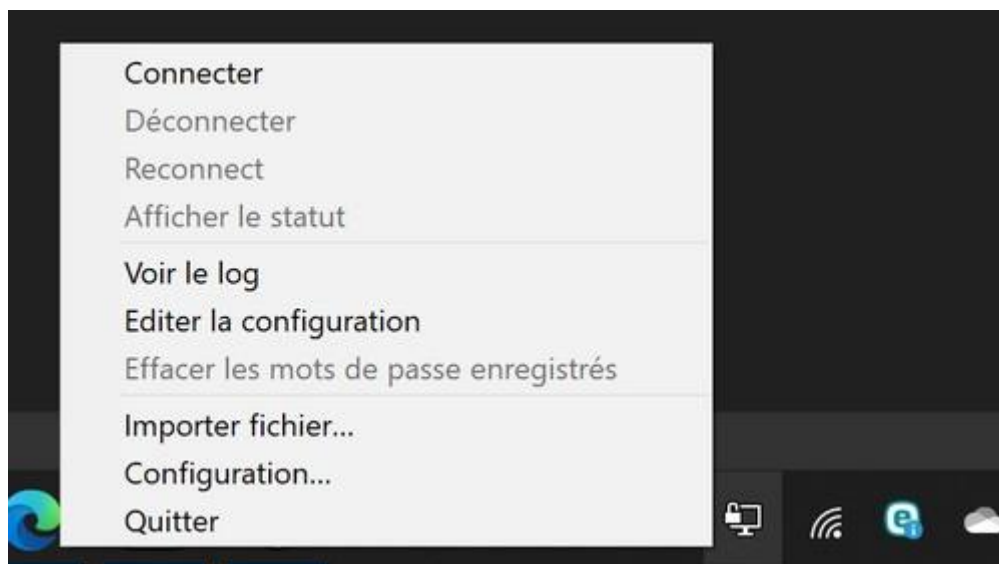 Connecter
Déconnecter
Reconnect
Afficher le statut
Voir le log
Editer la configuration
Effacer les mots de passe enregistrés
Importer fichier...
Configuration...
Quitter